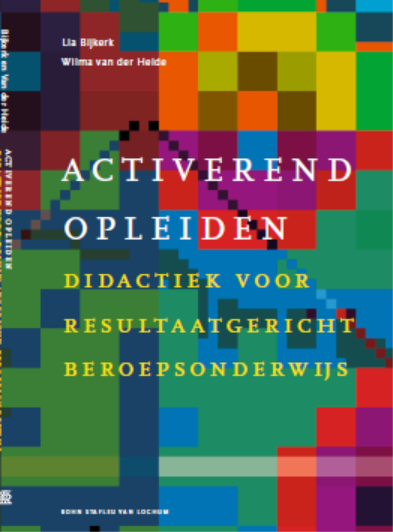 Lia Bijkerk
Wilma van der Heide
ACTIVEREND
OPLEIDEN
DIDACTIEK VOOR
RESULTAATGERICHT
BEROEPSONDERWIJS
BOHN STAFLEU VAN LOGHUM
Bijkerk en Van der Heide
ACTIVEREND OPLEIDEN